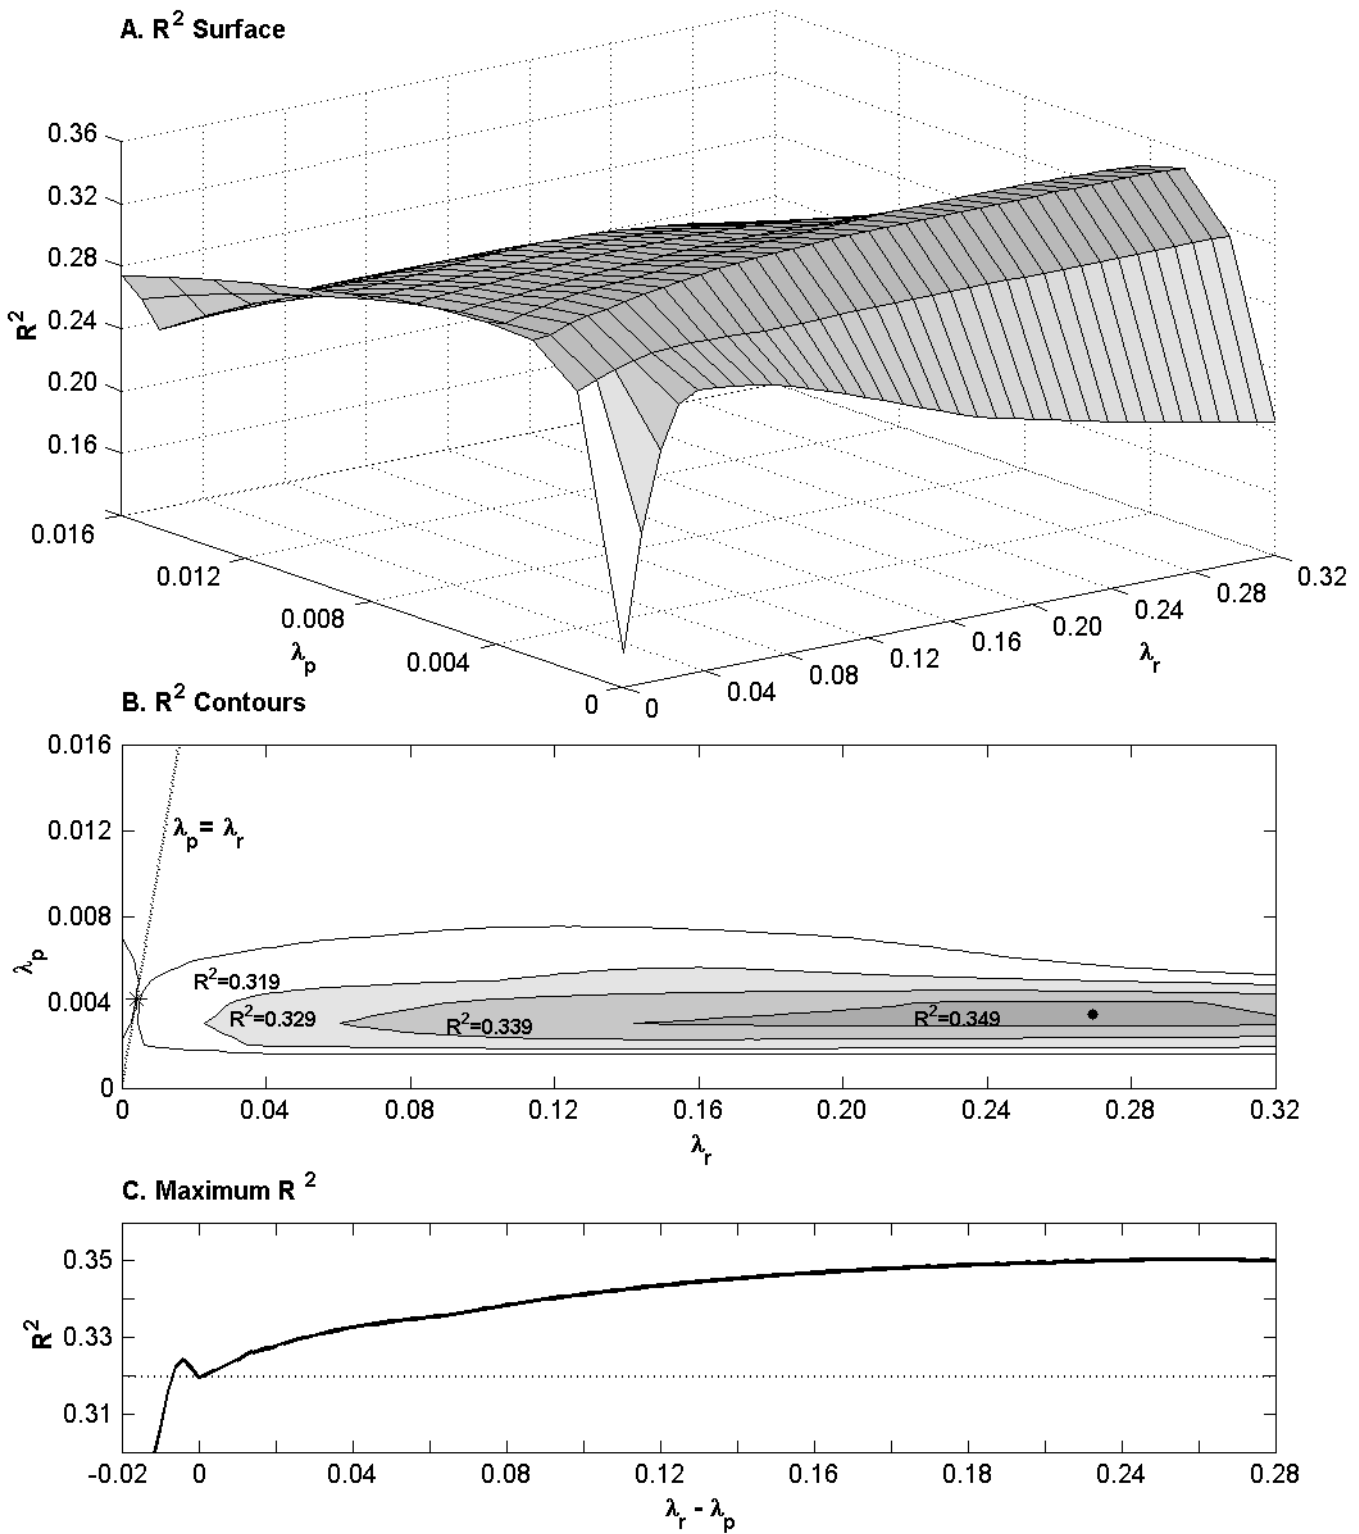 A. R² Surface
0.36
0.32
0.28
0.24
0.20
0.16
R²
0.016
0.012
0.008
0.004
0
λp
0
0.04
0.08
0.12
0.16
0.20
0.24
0.28
0.32
λr
B. R² Contours
0.016
0.012
0.008
0.004
0
λp
λp = λr
R²=0.319
R²=0.329
R²=0.339
R²=0.349
0 0.04 0.08 0.12 0.16 0.20 0.24 0.28 0.32
λr
C. Maximum R ²
0.35
0.33
0.31
R²
-0.02 0 0.04 0.08 0.12 0.16 0.18 0.24 0.28
λr - λp